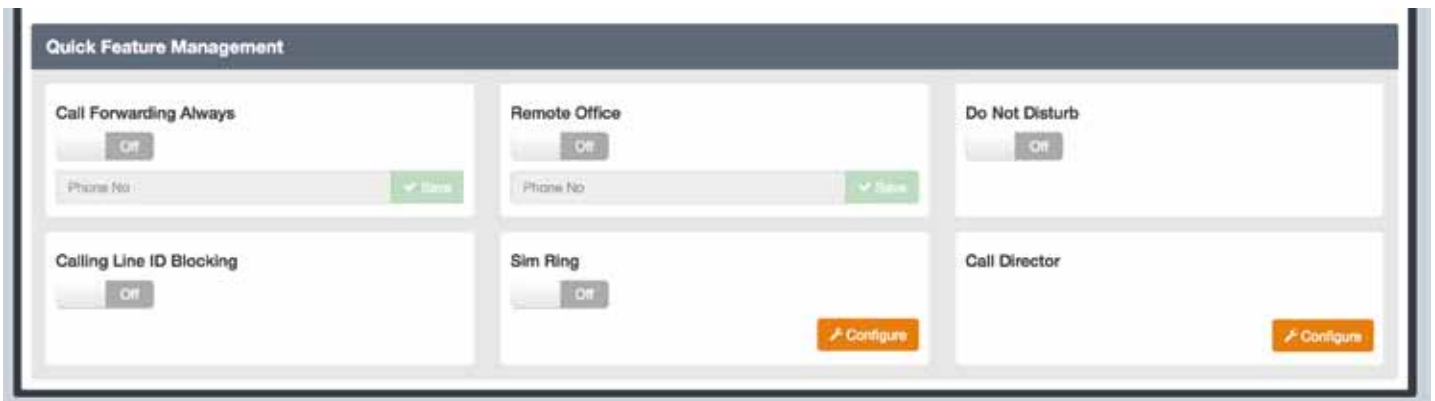 Quick Feature Management
Call Forwarding Always
Off
Phone No
Save
Remote Office
Off
Phone No
Save
Do Not Disturb
Off
Calling Line ID Blocking
Off
Sim Ring
Off
Configure
Call Director
Configure